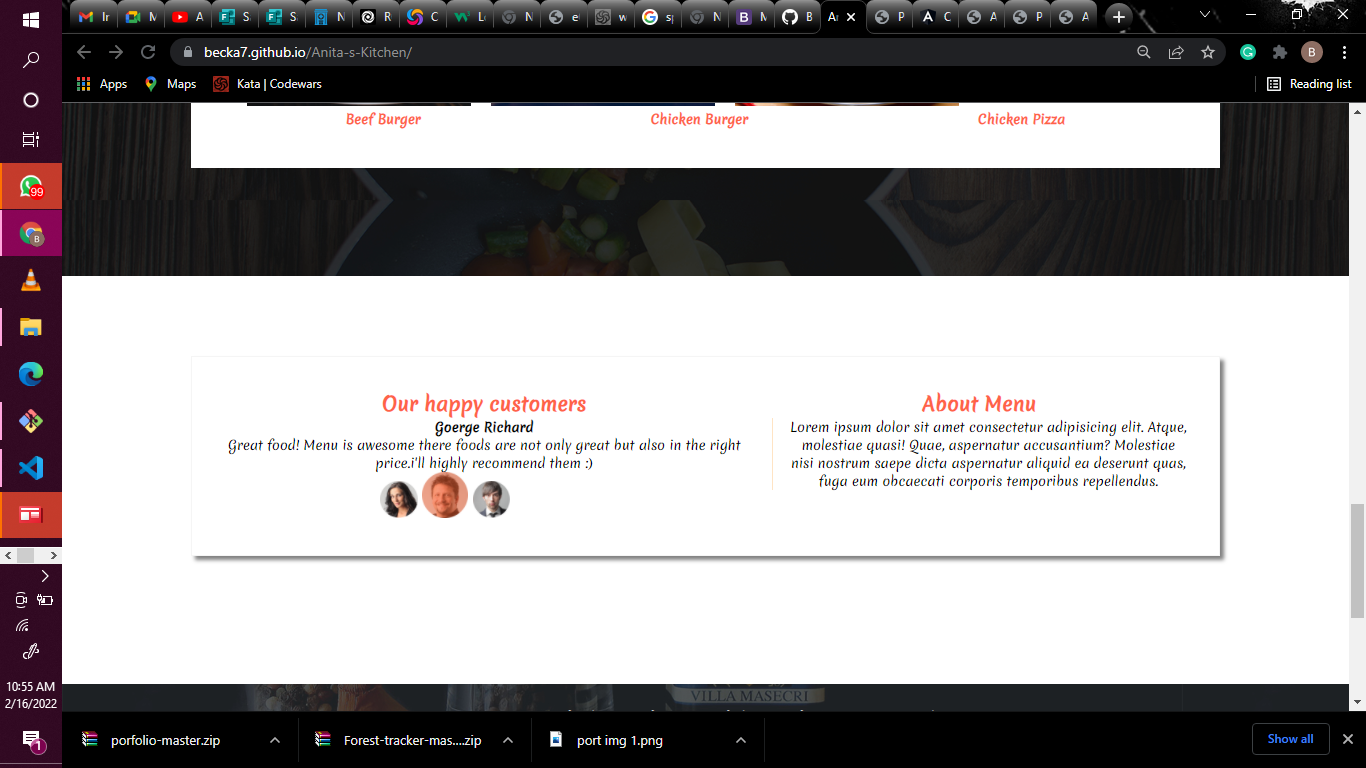 In
M
A
S
S
N
R
C
Lo
N
e
w
sp
N
M
B
An
P
C
A
P
A
becka7.github.io/Anita-s-Kitchen/
B
Apps
Maps
Kata | Codewars
Reading list
Beef Burger
Chicken Burger
Chicken Pizza
99
Our happy customers
Goerge Richard
Great food! Menu is awesome there foods are not only great but also in the right
price.i'll highly recommend them :)
About Menu
Lorem ipsum dolor sit amet consectetur adipisicing elit. Atque,
molestiae quasi! Quae, aspernatur accusantium? Molestiae
nisi nostrum saepe dicta aspernatur aliquid ea deserunt quas,
fuga eum obcaecati corporis temporibus repellendus.
VILLA MASECRI
10:55 AM
2/16/2022
1
porfolio-master.zip
Forest-tracker-mas....zip
port img 1.png
Show all